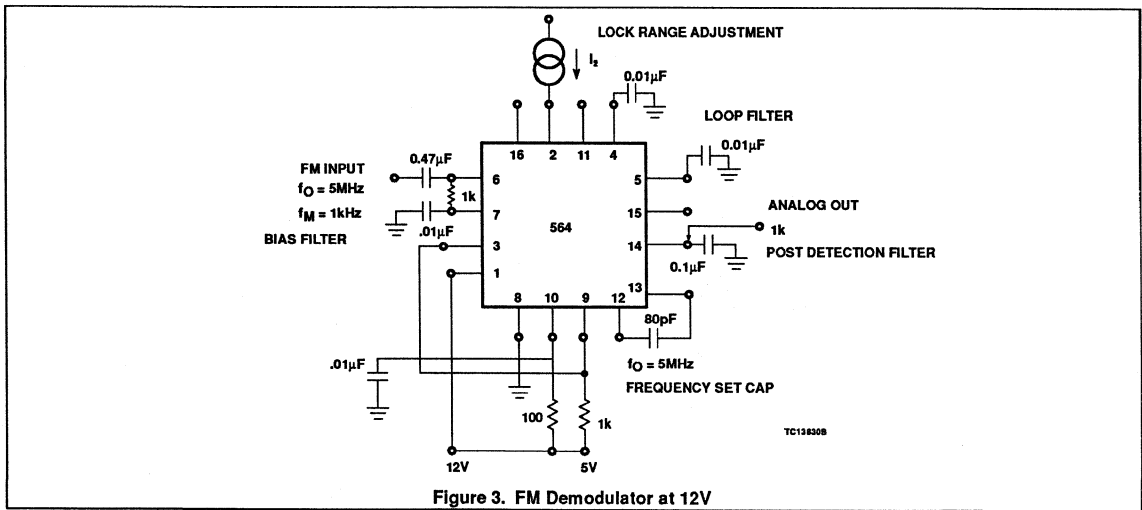 LOCK RANGE ADJUSTMENT
I2
0.01µF
LOOP FILTER
16 2 11 4
0.01µF
0.47µF
FM INPUT
fO = 5MHz
6
1k
5
fM = 1kHz
7
15
ANALOG OUT
1k
BIAS FILTER
.01µF
564
14
POST DETECTION FILTER
3
0.1µF
1
13
8 10 9 12
80pF
.01µF
fO = 5MHz
FREQUENCY SET CAP
100
1k
TC13830B
12V 5V
Figure 3. FM Demodulator at 12V